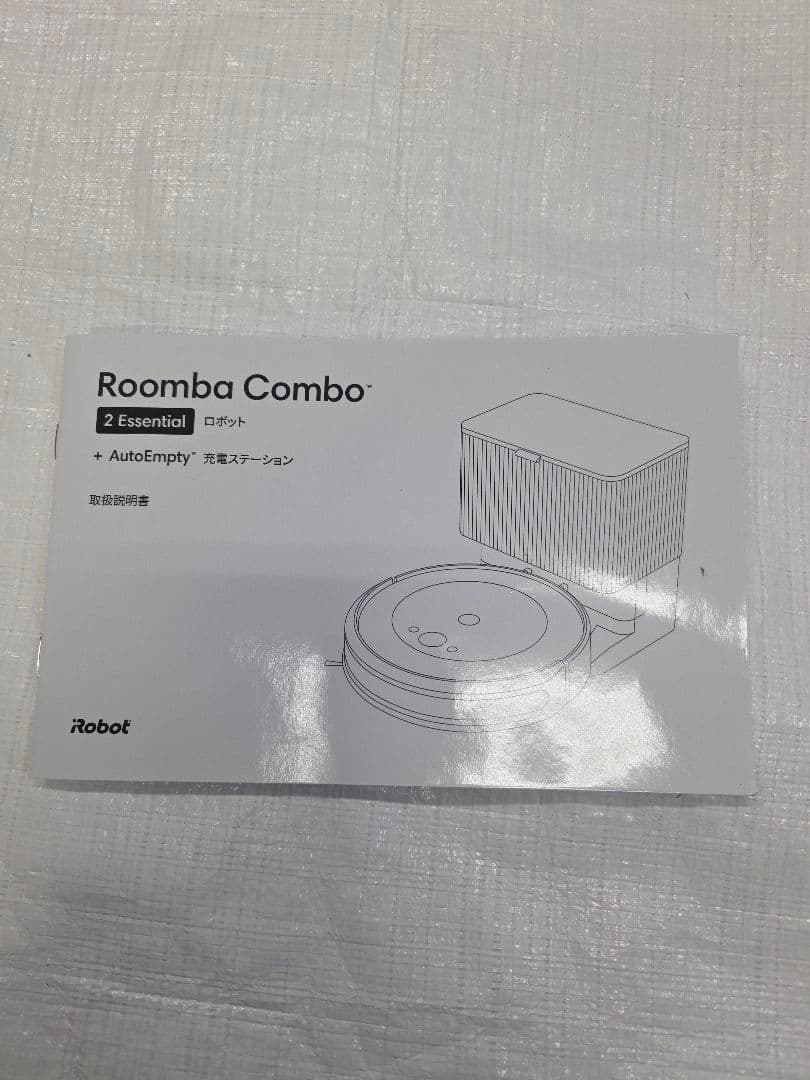 Roomba Combo™
2 Essential ロボット
+ AutoEmpty™ 充電ステーション
取扱説明書
iRobot